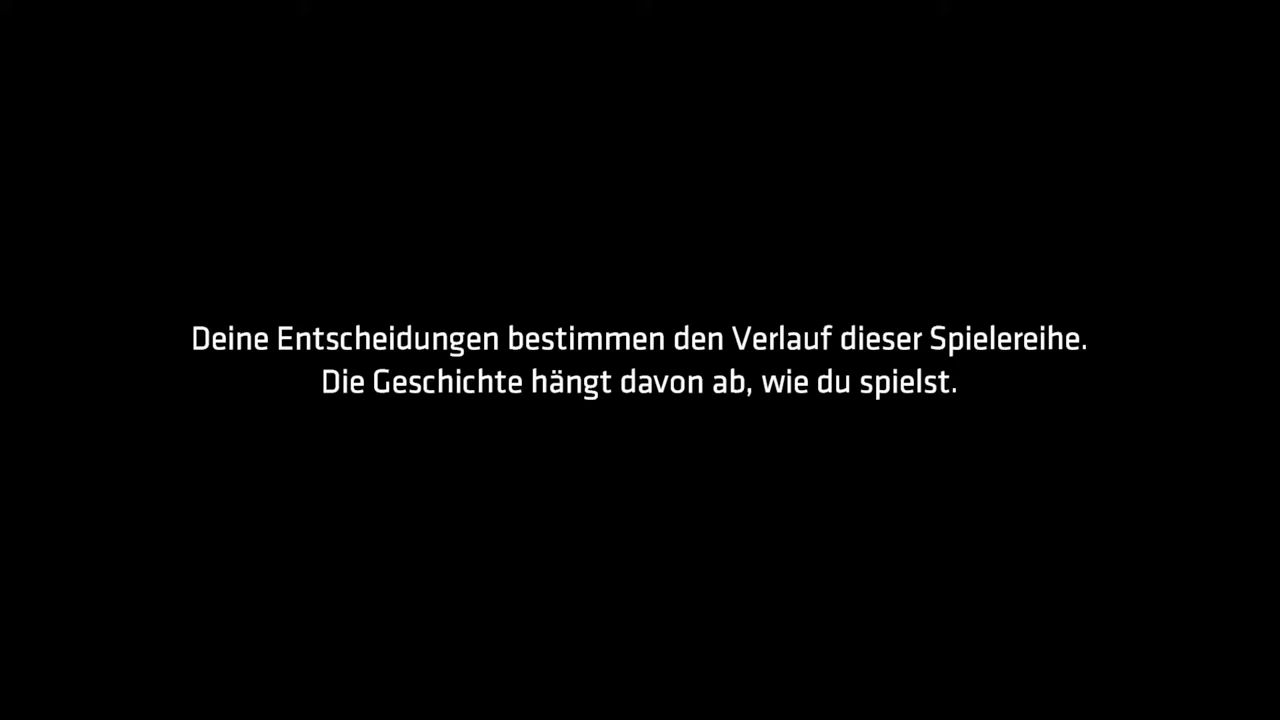 Deine Entscheidungen bestimmen den Verlauf dieser Spielereihe.
Die Geschichte hängt davon ab, wie du spielst.